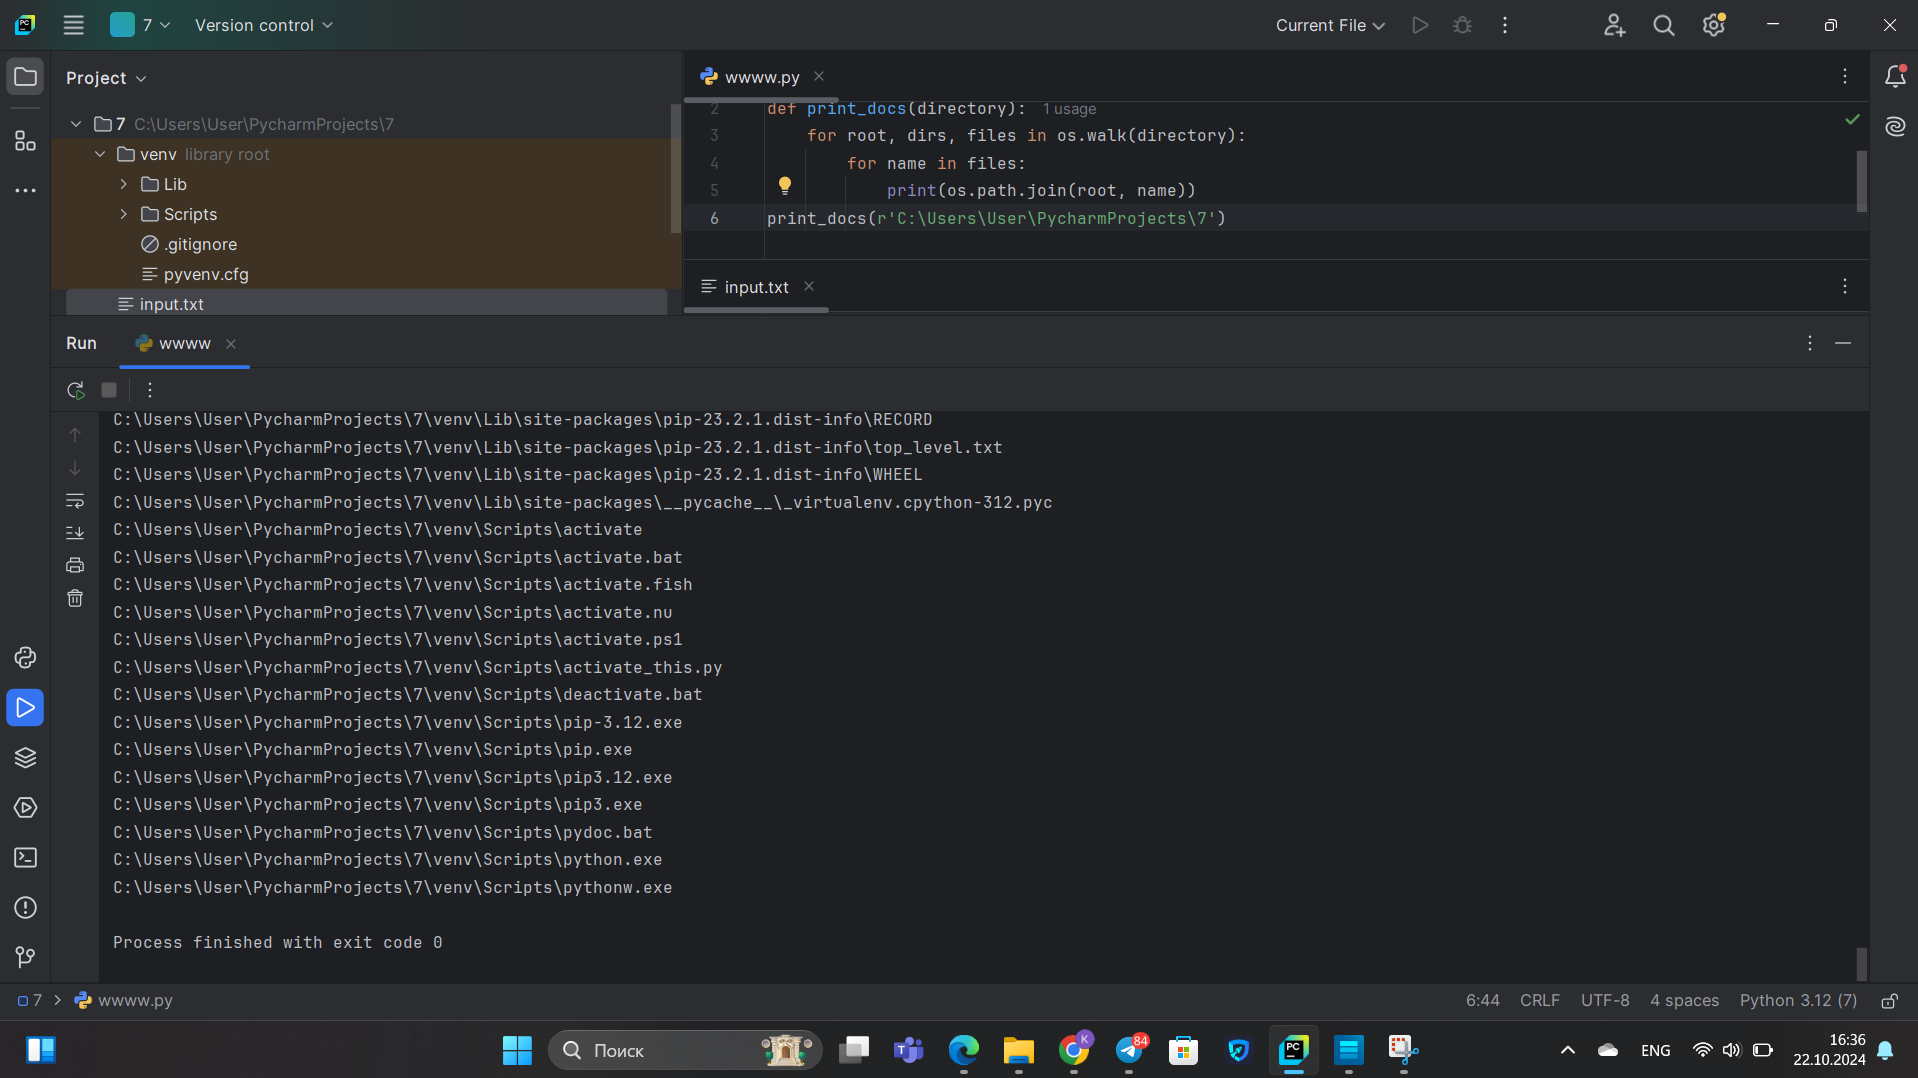 PC
7
Version control
Current File
Project
7 C:\Users\User\PycharmProjects\7
venv library root
Lib
Scripts
.gitignore
pyvenv.cfg
input.txt
wwww.py
2 def print_docs(directory): 1 usage
3 for root, dirs, files in os.walk(directory):
4 for name in files:
5 print(os.path.join(root, name))
6 print_docs(r'C:\Users\User\PycharmProjects\7')
input.txt
Run
wwww
C:\Users\User\PycharmProjects\7\venv\Lib\site-packages\pip-23.2.1.dist-info\RECORD
C:\Users\User\PycharmProjects\7\venv\Lib\site-packages\pip-23.2.1.dist-info\top_level.txt
C:\Users\User\PycharmProjects\7\venv\Lib\site-packages\pip-23.2.1.dist-info\WHEEL
C:\Users\User\PycharmProjects\7\venv\Lib\site-packages\__pycache__\_virtualenv.cpython-312.pyc
C:\Users\User\PycharmProjects\7\venv\Scripts\activate
C:\Users\User\PycharmProjects\7\venv\Scripts\activate.bat
C:\Users\User\PycharmProjects\7\venv\Scripts\activate.fish
C:\Users\User\PycharmProjects\7\venv\Scripts\activate.nu
C:\Users\User\PycharmProjects\7\venv\Scripts\activate.ps1
C:\Users\User\PycharmProjects\7\venv\Scripts\activate_this.py
C:\Users\User\PycharmProjects\7\venv\Scripts\deactivate.bat
C:\Users\User\PycharmProjects\7\venv\Scripts\pip-3.12.exe
C:\Users\User\PycharmProjects\7\venv\Scripts\pip.exe
C:\Users\User\PycharmProjects\7\venv\Scripts\pip3.12.exe
C:\Users\User\PycharmProjects\7\venv\Scripts\pip3.exe
C:\Users\User\PycharmProjects\7\venv\Scripts\pydoc.bat
C:\Users\User\PycharmProjects\7\venv\Scripts\python.exe
C:\Users\User\PycharmProjects\7\venv\Scripts\pythonw.exe
Process finished with exit code 0
7 > wwww.py
6:44 CRLF UTF-8 4 spaces Python 3.12 (7)
Поиск
K
84
PC
ENG
16:36
22.10.2024